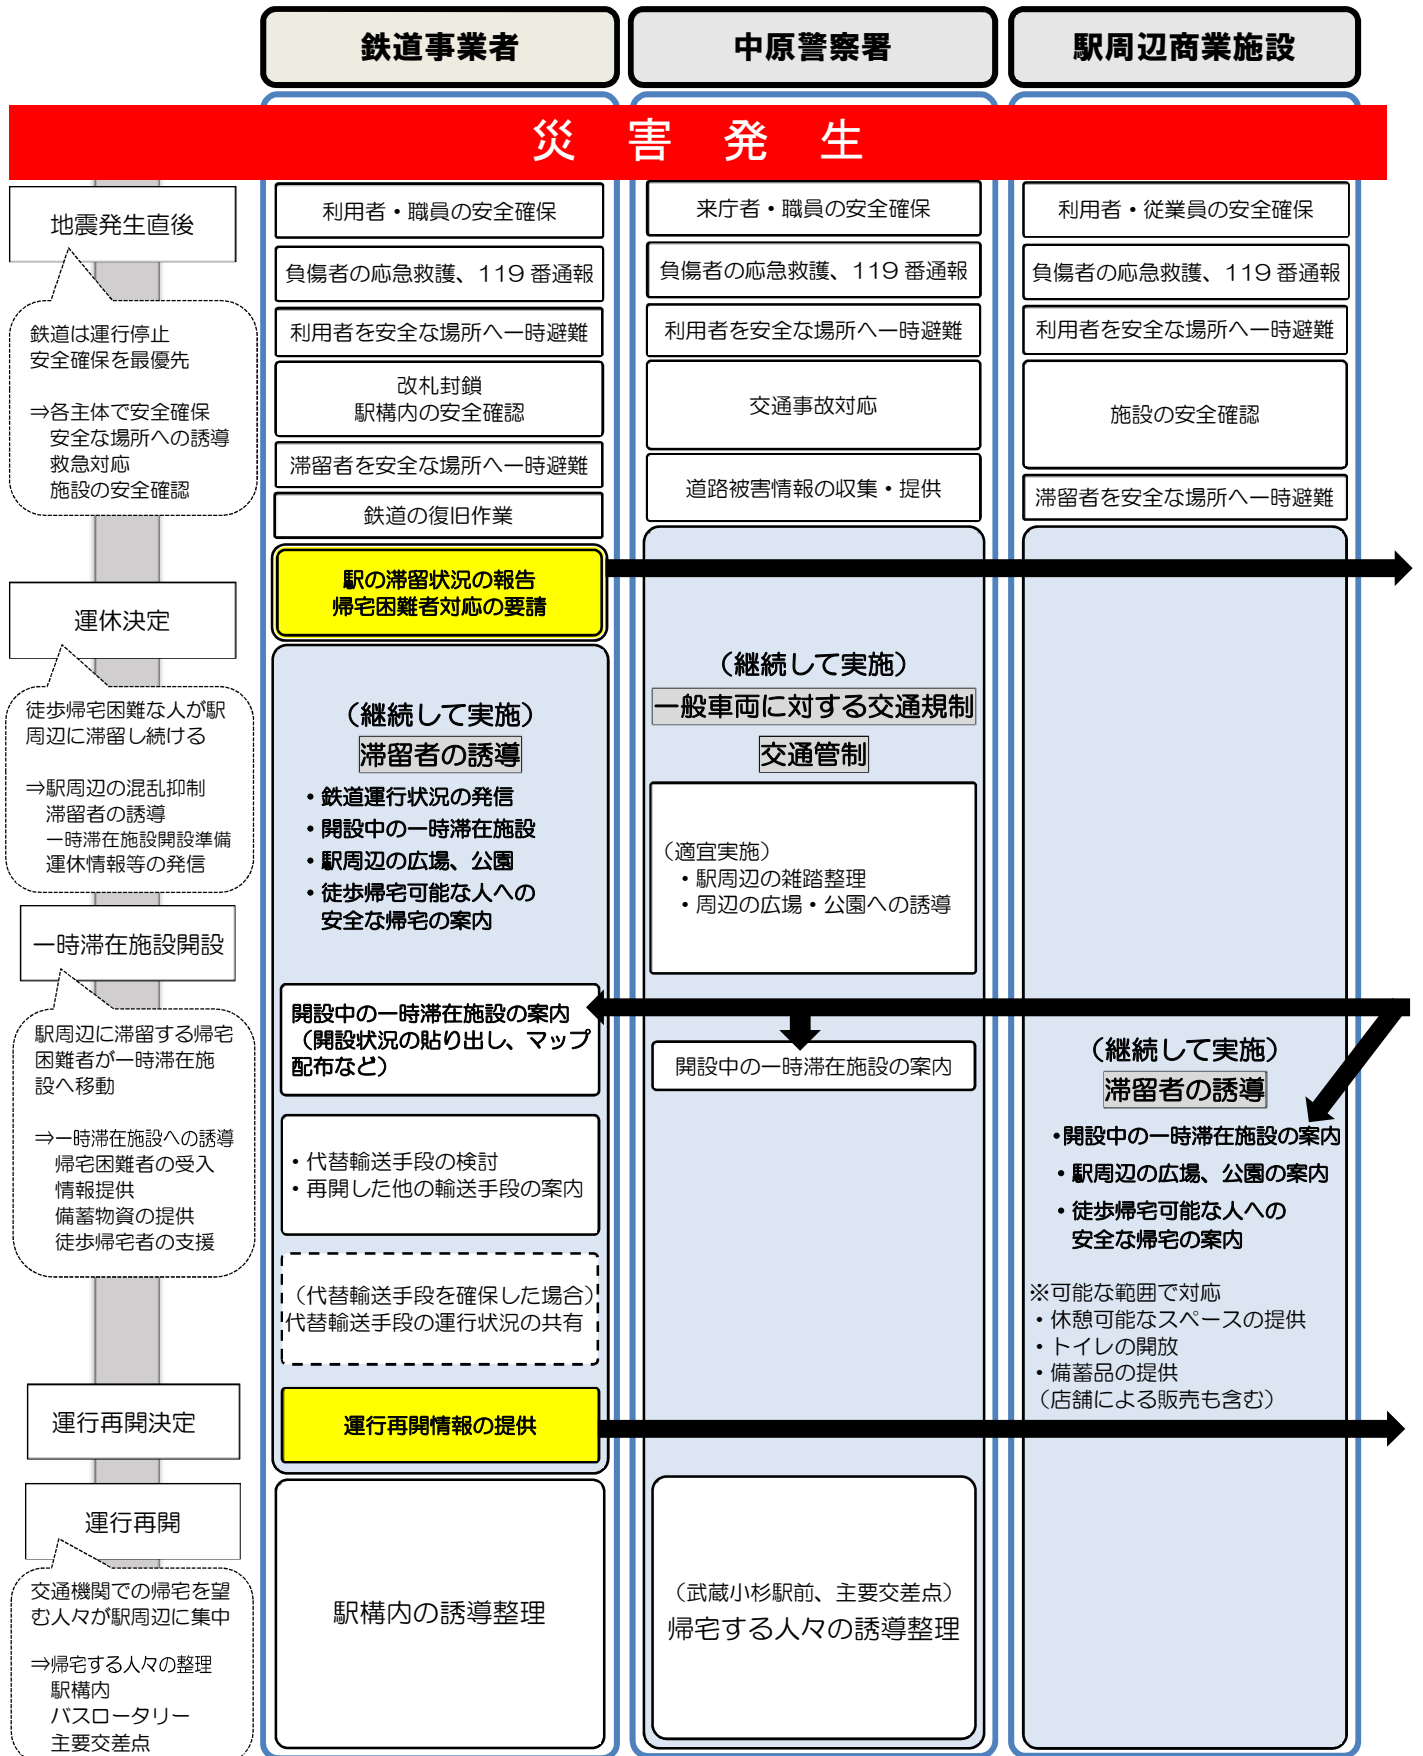 鉄道事業者
中原警察署
駅周辺商業施設
災害発生
地震発生直後
鉄道は運行停止
安全確保を最優先
⇒各主体で安全確保
安全な場所への誘導
救急対応
施設の安全確認
運休決定
徒歩帰宅困難な人が駅
周辺に滞留し続ける
⇒駅周辺の混乱抑制
滞留者の誘導
一時滞在施設開設準備
運休情報等の発信
一時滞在施設開設
駅周辺に滞留する帰宅
困難者が一時滞在施
設へ移動
⇒一時滞在施設への誘導
帰宅困難者の受入
情報提供
備蓄物資の提供
徒歩帰宅者の支援
運行再開決定
運行再開
交通機関での帰宅を望
む人々が駅周辺に集中
⇒帰宅する人々の整理
駅構内
バスロータリー
主要交差点
利用者・職員の安全確保
負傷者の応急救護、119番通報
利用者を安全な場所へ一時避難
改札封鎖
駅構内の安全確認
滞留者を安全な場所へ一時避難
鉄道の復旧作業
駅の滞留状況の報告
帰宅困難者対応の要請
（継続して実施）
滞留者の誘導
・鉄道運行状況の発信
・開設中の一時滞在施設
・駅周辺の広場、公園
・徒歩帰宅可能な人への
安全な帰宅の案内
開設中の一時滞在施設の案内
（開設状況の貼り出し、マップ
配布など）
・代替輸送手段の検討
・再開した他の輸送手段の案内
（代替輸送手段を確保した場合）
代替輸送手段の運行状況の共有
運行再開情報の提供
駅構内の誘導整理
来庁者・職員の安全確保
負傷者の応急救護、119番通報
利用者を安全な場所へ一時避難
交通事故対応
道路被害情報の収集・提供
（継続して実施）
一般車両に対する交通規制
交通管制
（適宜実施）
・駅周辺の雑踏整理
・周辺の広場・公園への誘導
開設中の一時滞在施設の案内
（武蔵小杉駅前、主要交差点）
帰宅する人々の誘導整理
利用者・従業員の安全確保
負傷者の応急救護、119番通報
利用者を安全な場所へ一時避難
施設の安全確認
滞留者を安全な場所へ一時避難
（継続して実施）
滞留者の誘導
・開設中の一時滞在施設の案内
・駅周辺の広場、公園の案内
・徒歩帰宅可能な人への
安全な帰宅の案内
※可能な範囲で対応
・休憩可能なスペースの提供
・トイレの開放
・備蓄品の提供
（店舗による販売も含む）